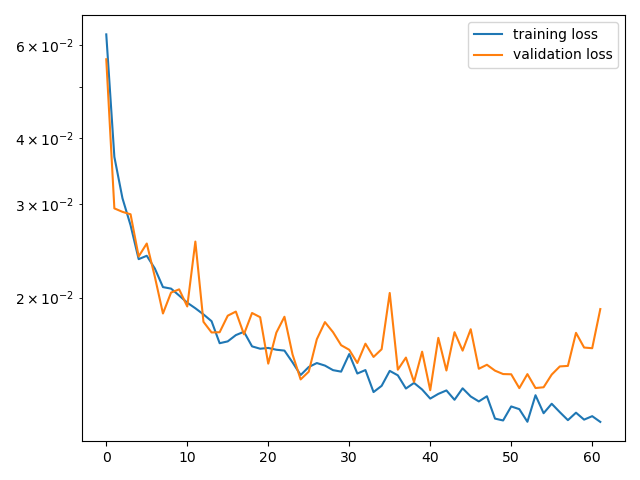 training loss
validation loss
6 × 10⁻²
4 × 10⁻²
3 × 10⁻²
2 × 10⁻²
0 10 20 30 40 50 60